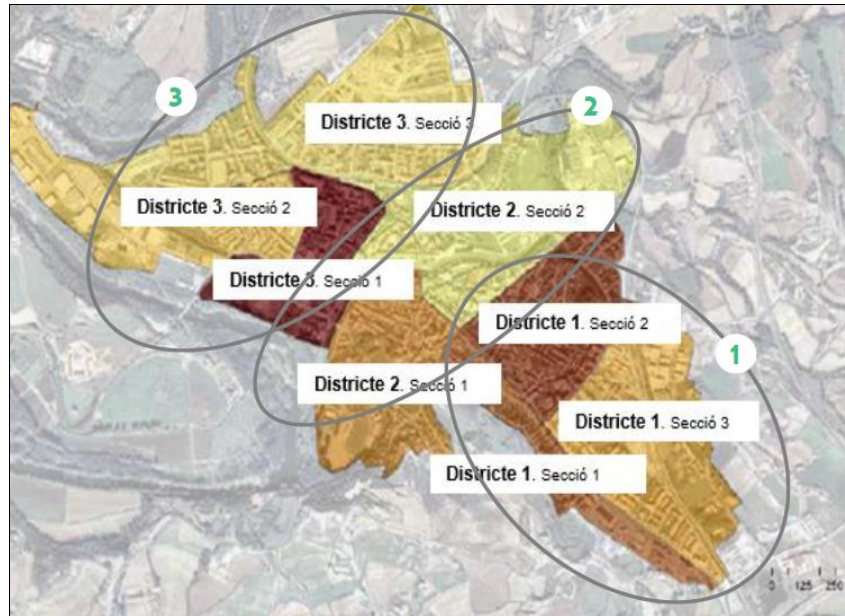 3
2
Districte 3. Secció 3
Districte 3. Secció 2
Districte 2. Secció 2
Districte 3. Secció 1
Districte 1. Secció 2
1
Districte 2. Secció 1
Districte 1. Secció 3
Districte 1. Secció 1
0 125 250